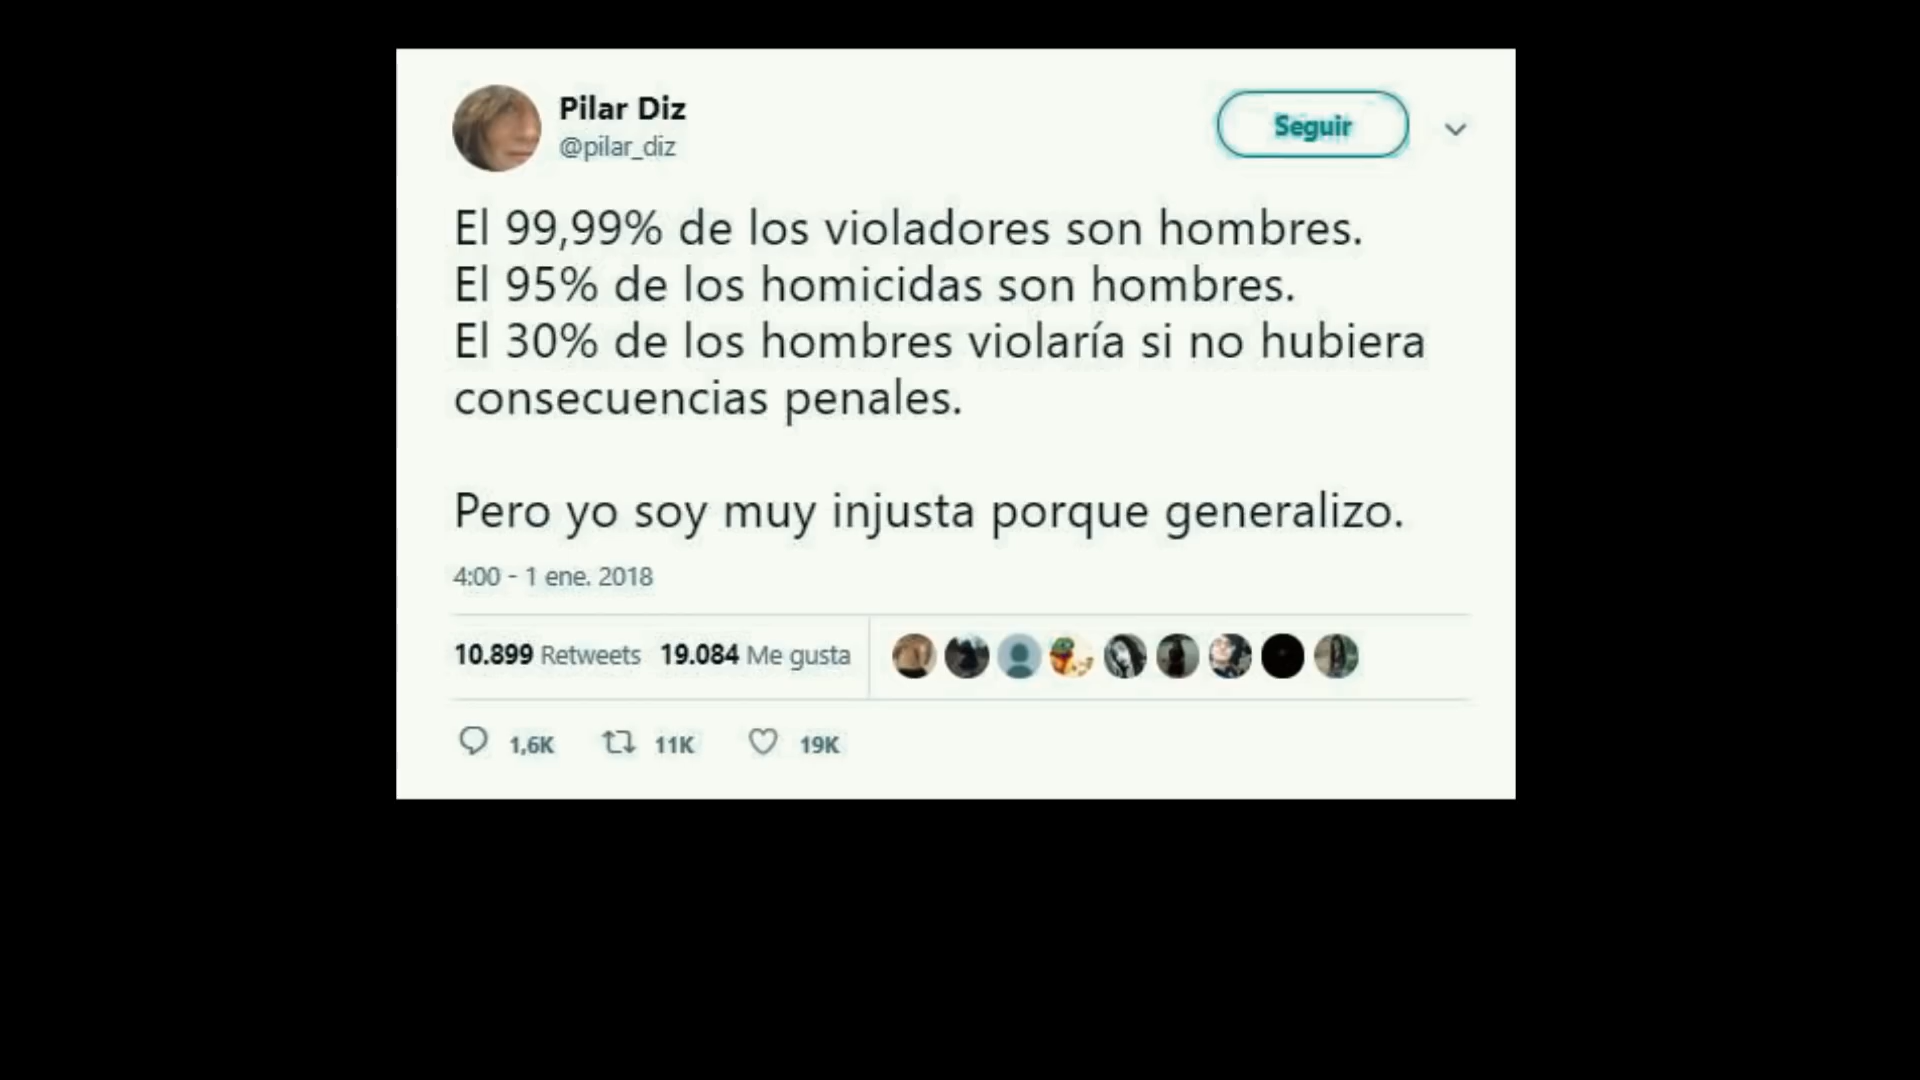 Pilar Diz
@pilar_diz
Seguir
El 99,99% de los violadores son hombres.
El 95% de los homicidas son hombres.
El 30% de los hombres violaría si no hubiera
consecuencias penales.
Pero yo soy muy injusta porque generalizo.
4:00 - 1 ene. 2018
10.899 Retweets 19.084 Me gusta
1,6K 11K 19K